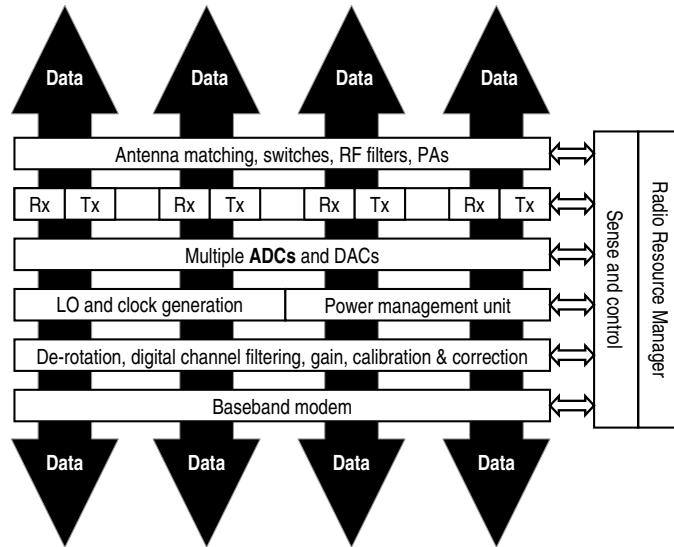 Data Data Data Data
Antenna matching, switches, RF filters, PAs
Rx Tx Rx Tx Rx Tx Rx Tx
Multiple ADCs and DACs
LO and clock generation Power management unit
De-rotation, digital channel filtering, gain, calibration & correction
Baseband modem
Data Data Data Data
Sense and control
Radio Resource Manager